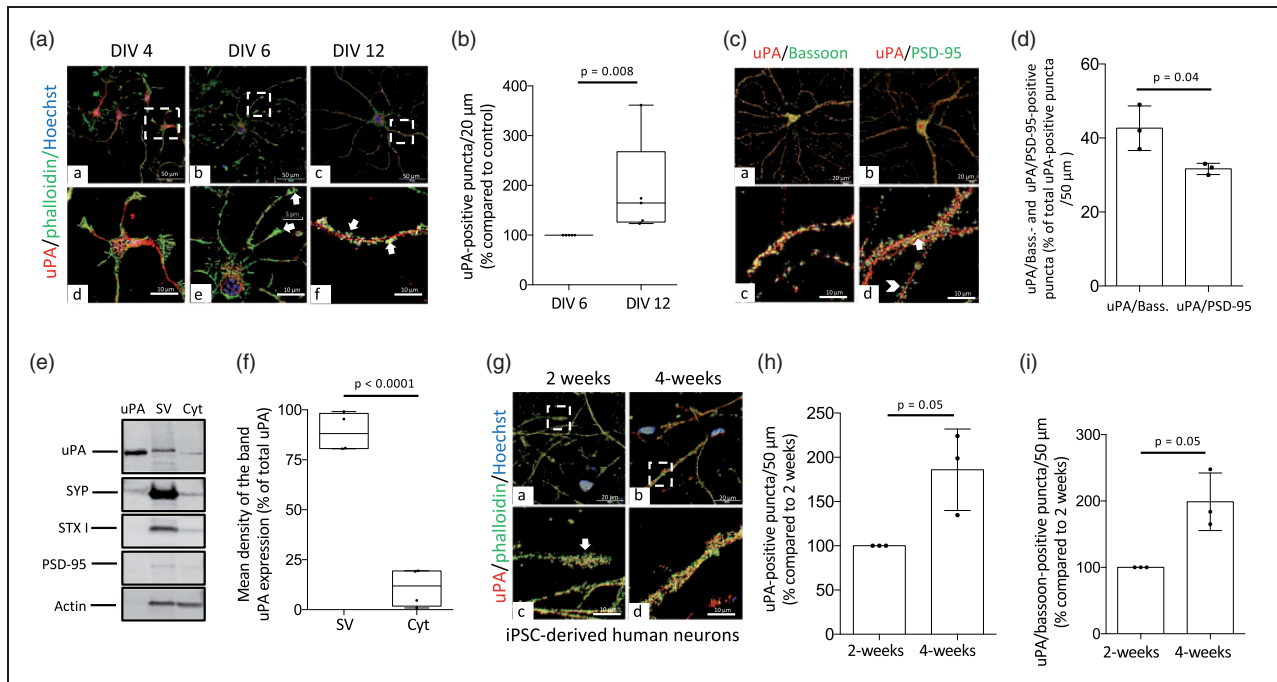 (a)
DIV 4 DIV 6 DIV 12
uPA/phalloidin/Hoechst
a 50 µm
b 50 µm
c 50 µm
d 10 µm
e 5 µm 10 µm
f 10 µm
(b)
p = 0.008
uPA-positive puncta/20 µm
(% compared to control)
400
300
200
100
0
DIV 6 DIV 12
(c)
uPA/Bassoon uPA/PSD-95
a 20 µm
b 20 µm
c 10 µm
d 10 µm
(d)
p = 0.04
uPA/Bass.- and uPA/PSD-95-positive
puncta (% of total uPA-positive puncta
/50 µm )
60
40
20
0
uPA/Bass. uPA/PSD-95
(e)
uPA SV Cyt
uPA
SYP
STX I
PSD-95
Actin
(f)
p < 0.0001
Mean density of the band
uPA expression (% of total uPA)
100
75
25
0
SV Cyt
(g)
2 weeks 4-weeks
uPA/phalloidin/Hoechst
a 20 µm
b 20 µm
c 10 µm
d 10 µm
iPSC-derived human neurons
(h)
p = 0.05
uPA-positive puncta/50 µm
(% compared to 2 weeks)
250
200
150
100
50
0
2-weeks 4-weeks
(i)
p = 0.05
uPA/bassoon-positive puncta/50 µm
(% compared to 2 weeks)
300
200
100
0
2-weeks 4-weeks